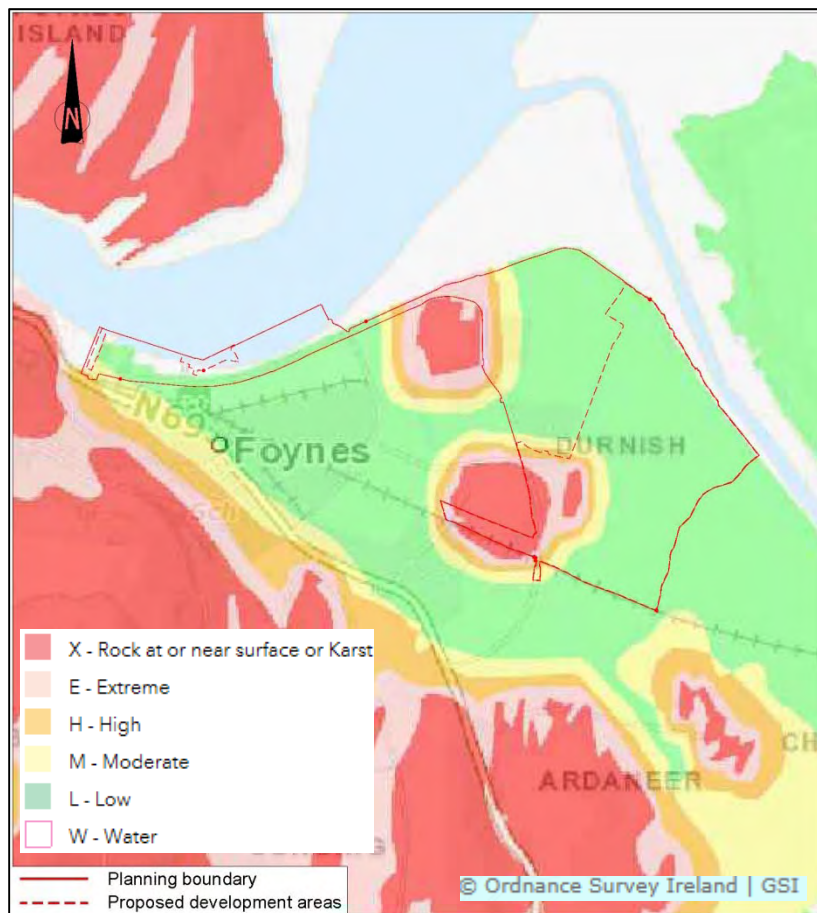 ISLAND
N
N69
Foynes
DURNISH
X - Rock at or near surface or Karst
E - Extreme
H - High
M - Moderate
L - Low
W - Water
ARDANEER
CH
Planning boundary
Proposed development areas
© Ordnance Survey Ireland | GSI